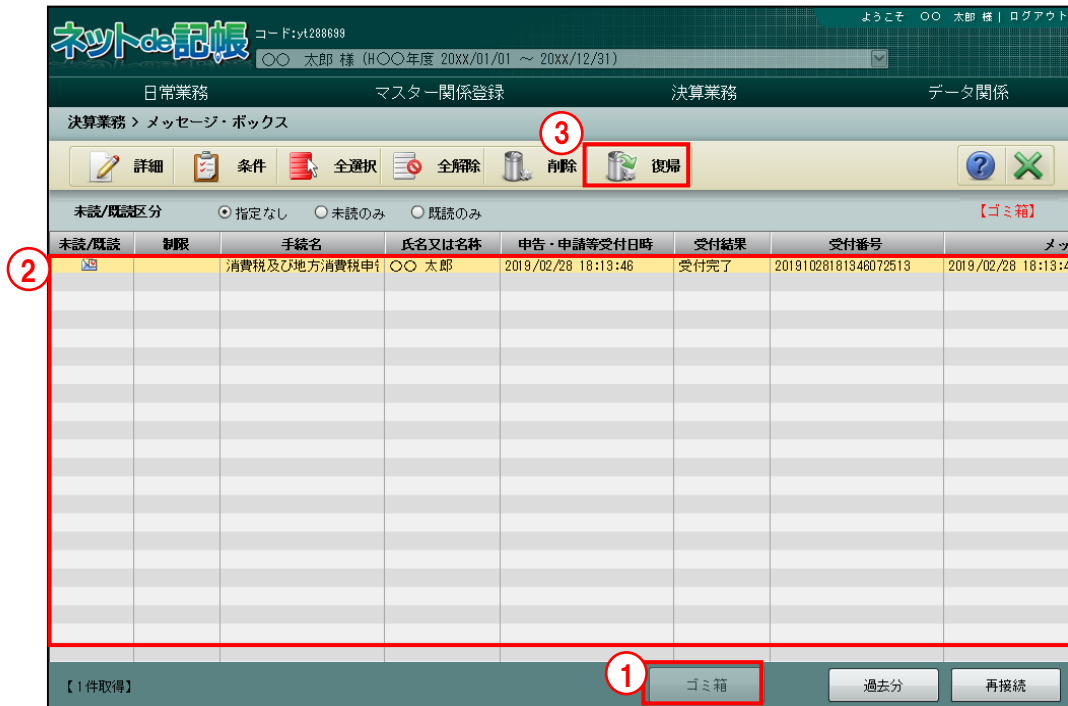 ようこそ 〇〇 太郎 様 | ログアウト
ネットde記帳 コード:yt288699
〇〇 太郎 様 (H〇〇年度 20XX/01/01 ～ 20XX/12/31)
日常業務 マスター関係登録 決算業務 データ関係
決算業務 > メッセージ・ボックス
③
詳細 条件 全選択 全解除 削除 復帰
未読/既読区分 指定なし 未読のみ 既読のみ 【ゴミ箱】
未読/既読 制限 手続名 氏名又は名称 申告・申請等受付日時 受付結果 受付番号 メッ
② 消費税及び地方消費税申 〇〇 太郎 2019/02/28 18:13:46 受付完了 20191028181346072513 2019/02/28 18:13:4
【1件取得】 ① ゴミ箱 過去分 再接続